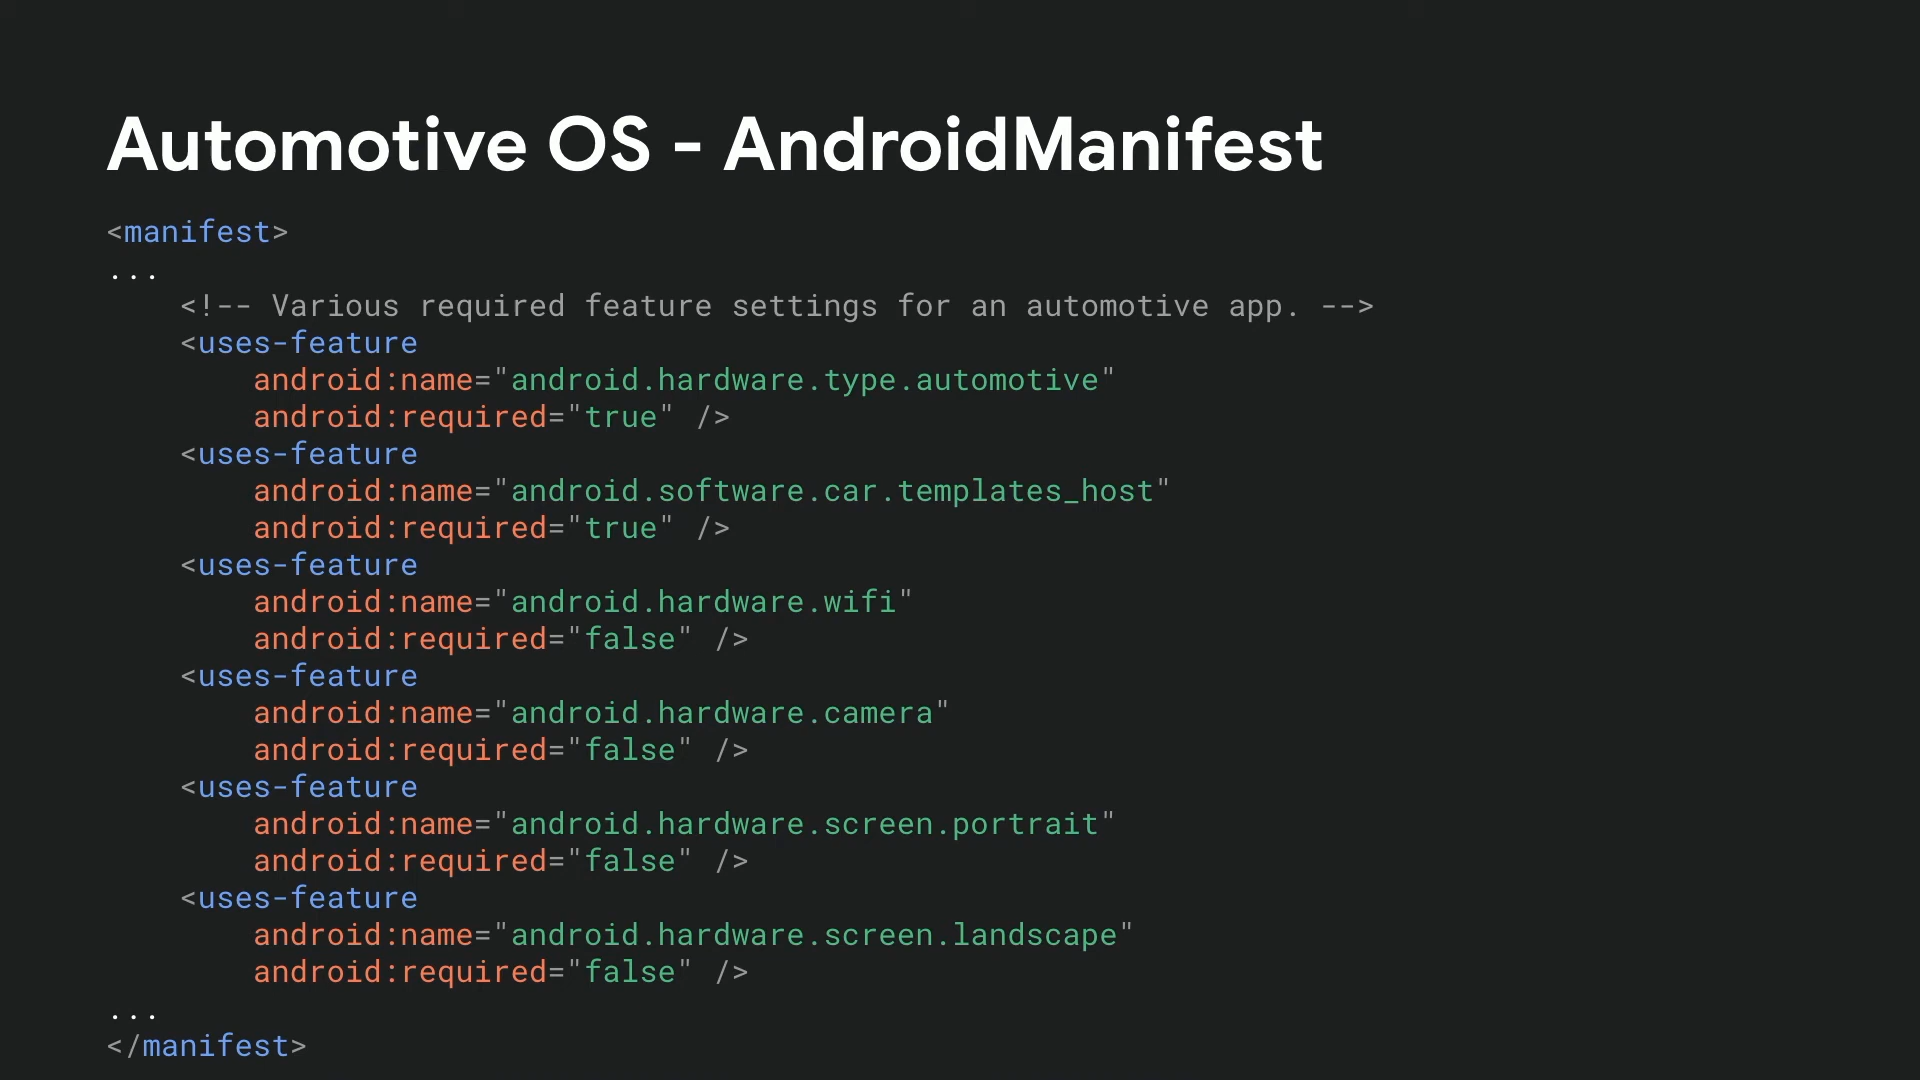 Automotive OS - AndroidManifest
<manifest>
...
    <!-- Various required feature settings for an automotive app. -->
    <uses-feature
        android:name="android.hardware.type.automotive"
        android:required="true" />
    <uses-feature
        android:name="android.software.car.templates_host"
        android:required="true" />
    <uses-feature
        android:name="android.hardware.wifi"
        android:required="false" />
    <uses-feature
        android:name="android.hardware.camera"
        android:required="false" />
    <uses-feature
        android:name="android.hardware.screen.portrait"
        android:required="false" />
    <uses-feature
        android:name="android.hardware.screen.landscape"
        android:required="false" />
...
</manifest>